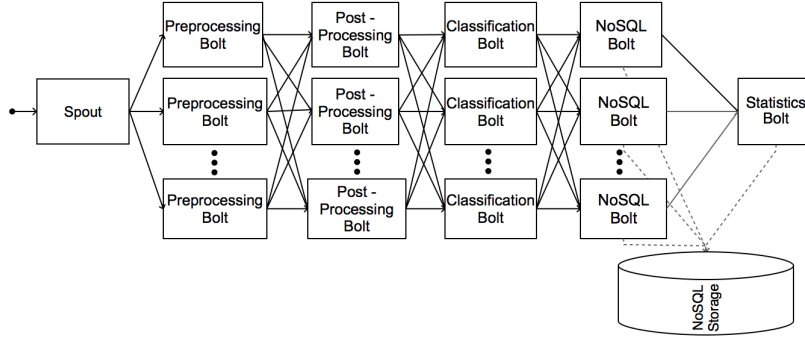 Spout
Preprocessing
Bolt
Preprocessing
Bolt
Preprocessing
Bolt
Post -
Processing
Bolt
Post -
Processing
Bolt
Post -
Processing
Bolt
Classification
Bolt
Classification
Bolt
Classification
Bolt
NoSQL
Bolt
NoSQL
Bolt
NoSQL
Bolt
Statistics
Bolt
NoSQL
Storage